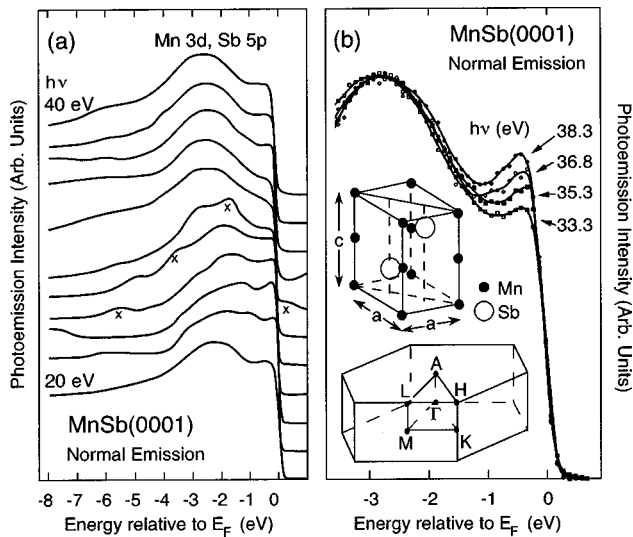 (a)
Mn 3d, Sb 5p
hν
40 eV
x
x
x
x
20 eV
MnSb(0001)
Normal Emission
Photoemission Intensity (Arb. Units)
-8 -7 -6 -5 -4 -3 -2 -1 0
Energy relative to E_F (eV)
(b)
MnSb(0001)
Normal Emission
hν (eV)
38.3
36.8
35.3
33.3
c
a
a
Mn
Sb
A
L
H
Γ
M
K
-3 -2 -1 0
Energy relative to E_F (eV)
Photoemission Intensity (Arb. Units)